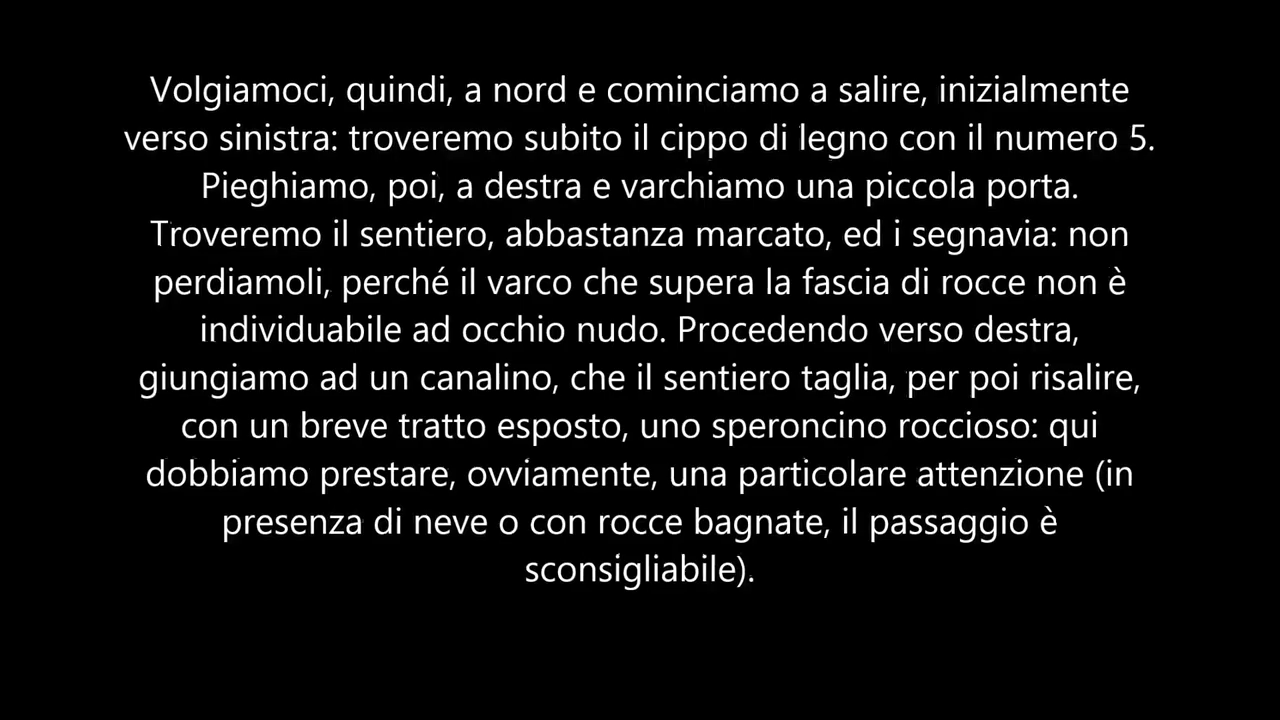 Volgiamoci, quindi, a nord e cominciamo a salire, inizialmente
verso sinistra: troveremo subito il cippo di legno con il numero 5.
Pieghiamo, poi, a destra e varchiamo una piccola porta.
Troveremo il sentiero, abbastanza marcato, ed i segnavia: non
perdiamoli, perché il varco che supera la fascia di rocce non è
individuabile ad occhio nudo. Procedendo verso destra,
giungiamo ad un canalino, che il sentiero taglia, per poi risalire,
con un breve tratto esposto, uno speroncino roccioso: qui
dobbiamo prestare, ovviamente, una particolare attenzione (in
presenza di neve o con rocce bagnate, il passaggio è
sconsigliabile).